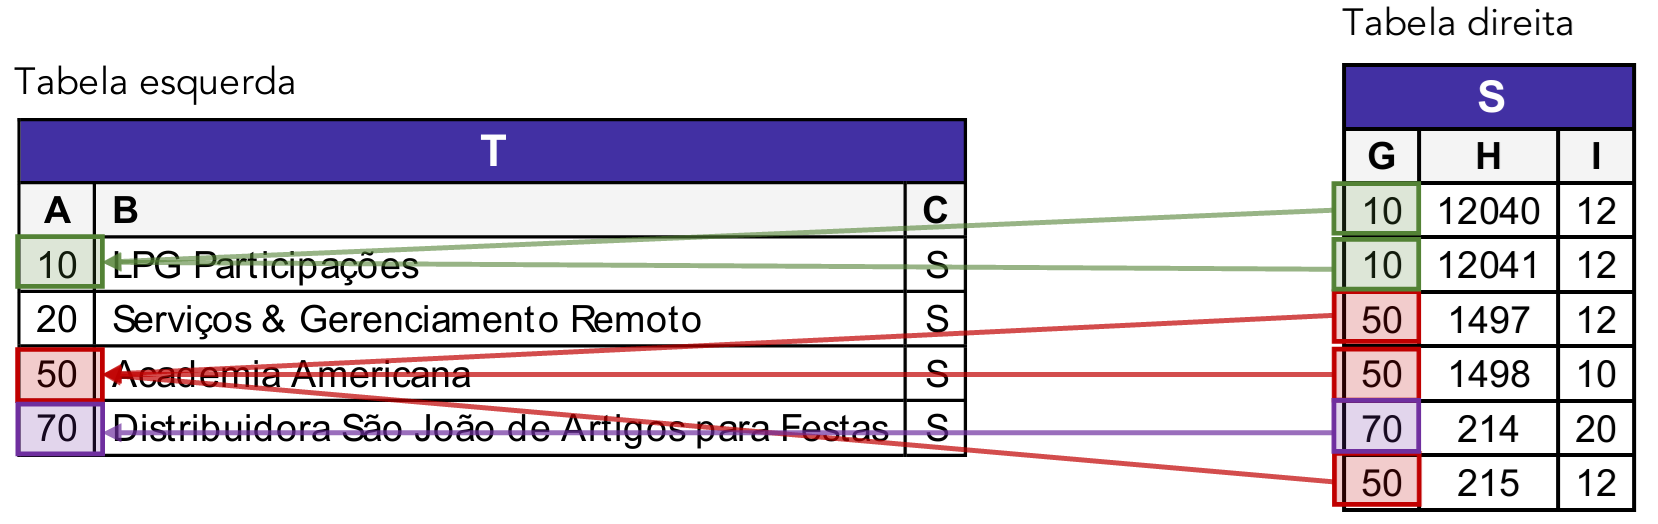 Tabela esquerda
T
A B C
10 LPG Participações S
20 Serviços & Gerenciamento Remoto S
50 Academia Americana S
70 Distribuidora São João de Artigos para Festas S
Tabela direita
S
G H I
10 12040 12
10 12041 12
50 1497 12
50 1498 10
70 214 20
50 215 12